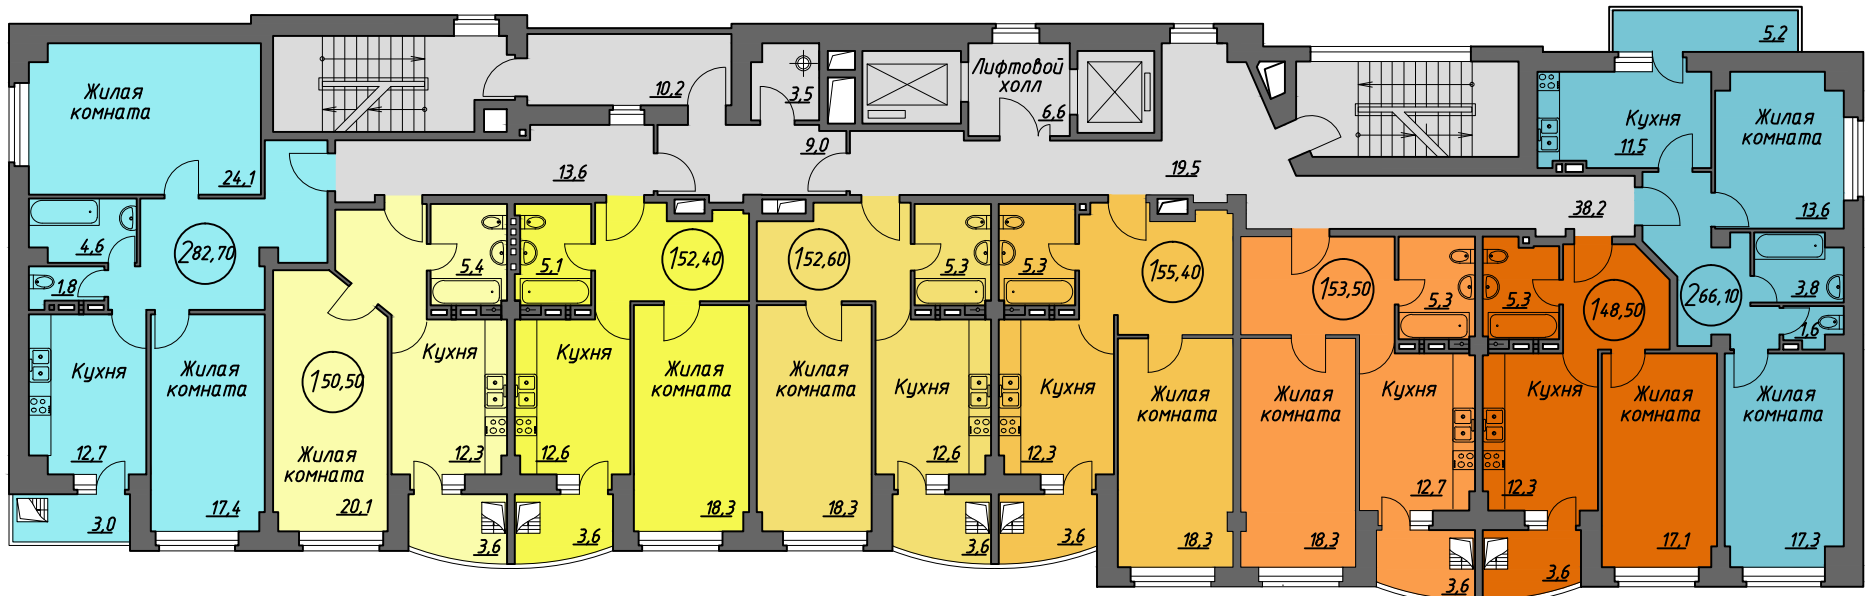 5,2
Жилая
комната
24,1
10,2
3,5
Лифтовой
холл
6,6
Кухня
11,5
Жилая
комната
13,6
13,6
9,0
19,5
38,2
4,6
1,8
2 82,70
Кухня
12,7
3,0
Жилая
комната
17,4
1 50,50
Жилая
комната
20,1
5,4
Кухня
12,3
3,6
5,1
1 52,40
Кухня
12,6
3,6
Жилая
комната
18,3
1 52,60
Жилая
комната
18,3
5,3
Кухня
12,6
3,6
5,3
1 55,40
Кухня
12,3
3,6
Жилая
комната
18,3
1 53,50
Жилая
комната
18,3
5,3
Кухня
12,7
3,6
5,3
1 48,50
Кухня
12,3
3,6
Жилая
комната
17,1
2 66,10
3,8
1,6
Жилая
комната
17,3